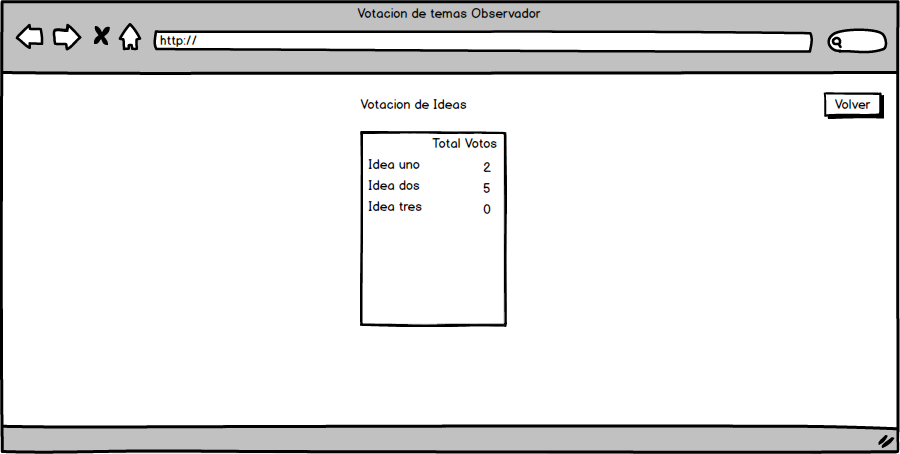 Votacion de temas Observador
http://
Votacion de Ideas
Volver
Total Votos
Idea uno 2
Idea dos 5
Idea tres 0